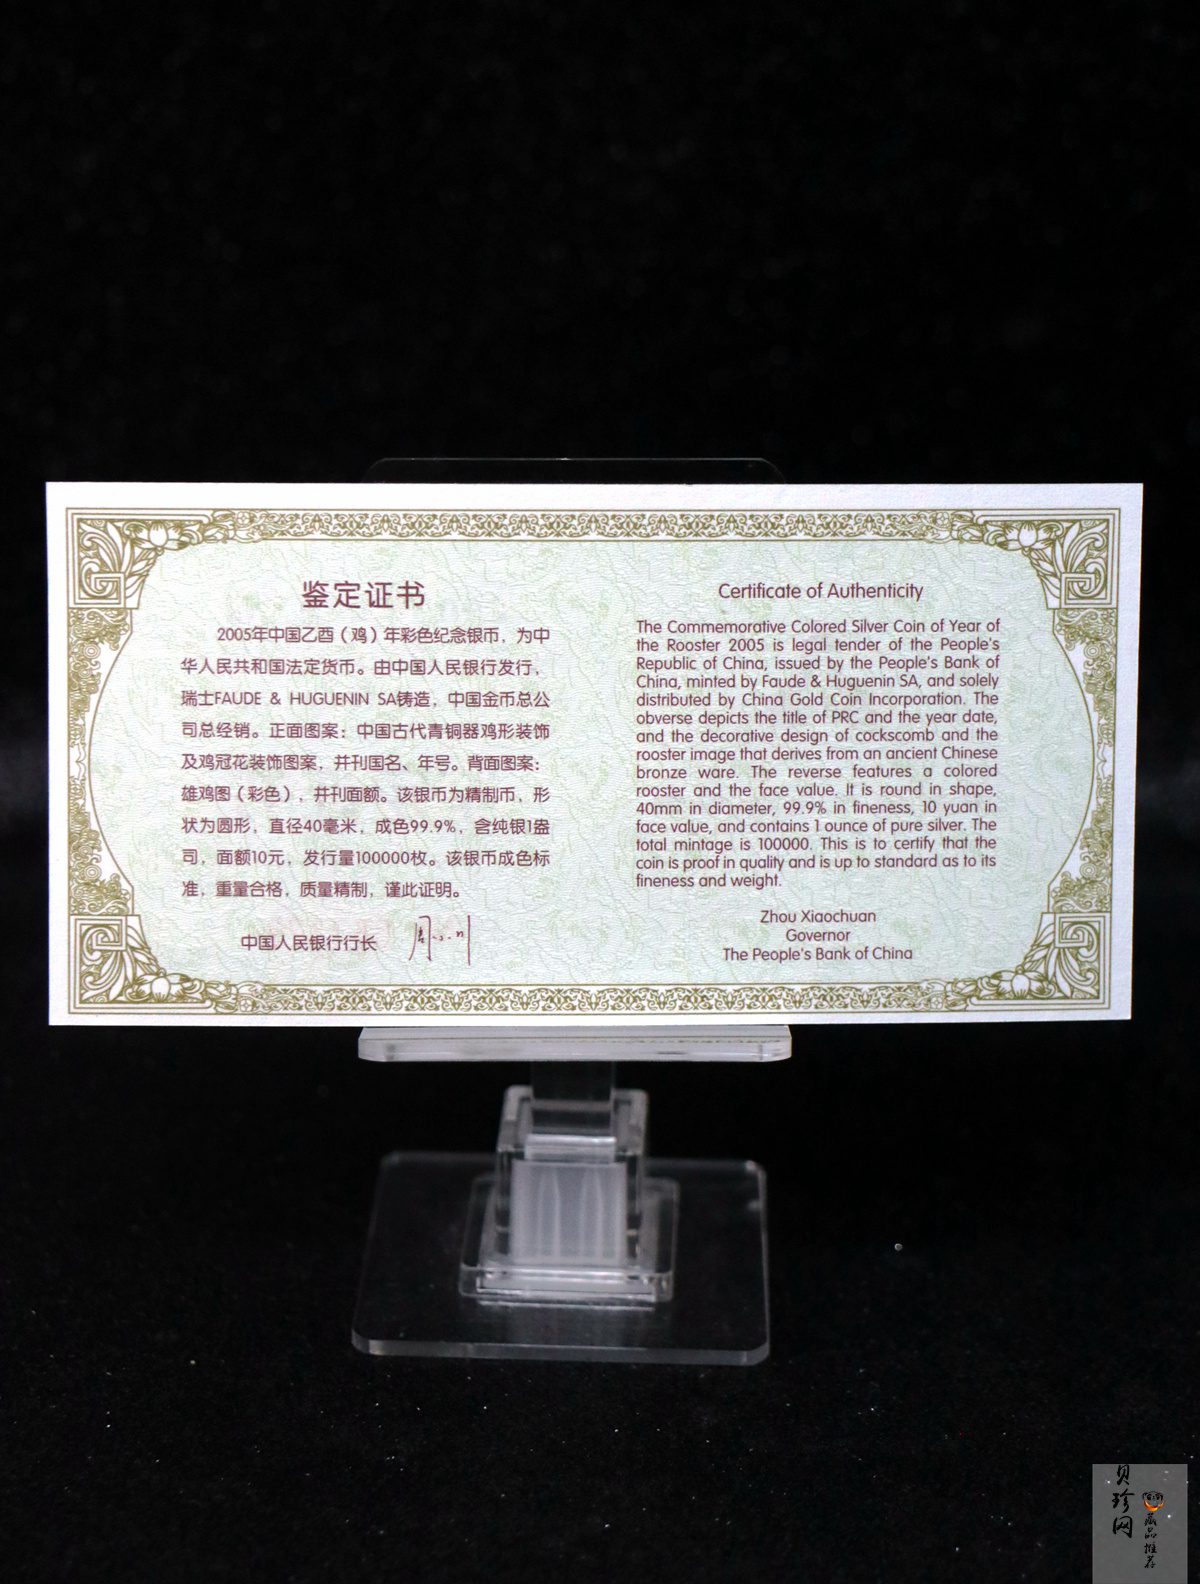 鉴定证书
2005年中国乙酉（鸡）年彩色纪念银币，为中
华人民共和国法定货币。由中国人民银行发行，
瑞士FAUDE & HUGUENIN SA铸造，中国金币总公
司总经销。正面图案：中国古代青铜器鸡形装饰
及鸡冠花装饰图案，并刊国名、年号。背面图案：
雄鸡图（彩色），并刊面额。该银币为精制币，形
状为圆形，直径40毫米，成色99.9%，含纯银1盎
司，面额10元，发行量100000枚。该银币成色标
准，重量合格，质量精制，谨此证明。
中国人民银行行长
Certificate of Authenticity
The Commemorative Colored Silver Coin of Year of
the Rooster 2005 is legal tender of the People's
Republic of China, issued by the People's Bank of
China, minted by Faude & Huguenin SA, and solely
distributed by China Gold Coin Incorporation. The
obverse depicts the title of PRC and the year date,
and the decorative design of cockscomb and the
rooster image that derives from an ancient Chinese
bronze ware. The reverse features a colored
rooster and the face value. It is round in shape,
40mm in diameter, 99.9% in fineness, 10 yuan in
face value, and contains 1 ounce of pure silver. The
total mintage is 100000. This is to certify that the
coin is proof in quality and is up to standard as to its
fineness and weight.
Zhou Xiaochuan
Governor
The People's Bank of China
贝珍网
藏品推荐